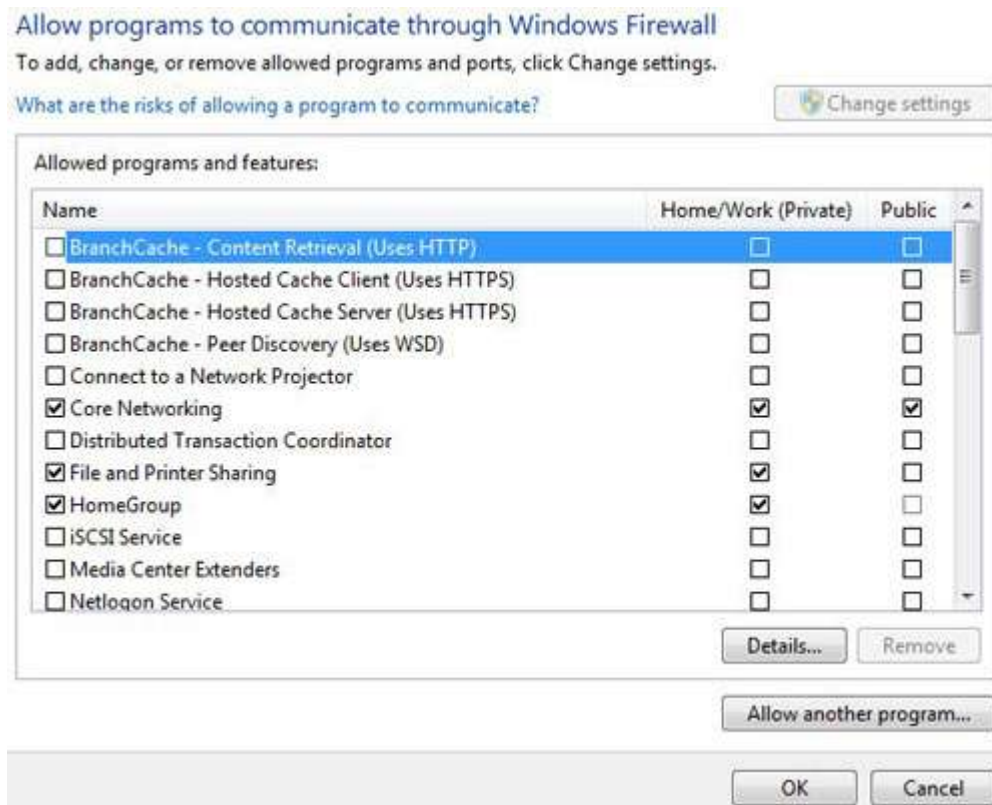 Allow programs to communicate through Windows Firewall
To add, change, or remove allowed programs and ports, click Change settings.
What are the risks of allowing a program to communicate?
Change settings
Allowed programs and features:
Name Home/Work (Private) Public
BranchCache - Content Retrieval (Uses HTTP)
BranchCache - Hosted Cache Client (Uses HTTPS)
BranchCache - Hosted Cache Server (Uses HTTPS)
BranchCache - Peer Discovery (Uses WSD)
Connect to a Network Projector
Core Networking
Distributed Transaction Coordinator
File and Printer Sharing
HomeGroup
iSCSI Service
Media Center Extenders
Netlogon Service
Details... Remove
Allow another program...
OK Cancel